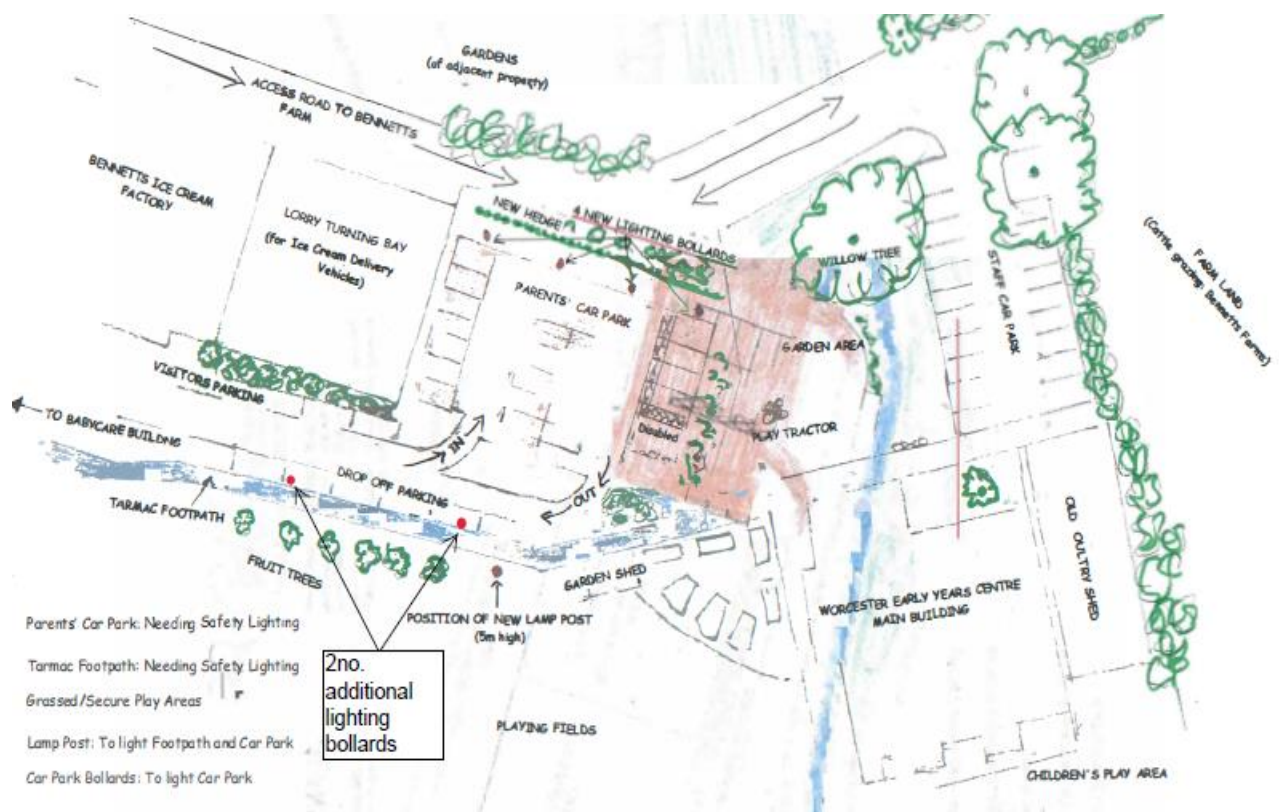 GARDENS
(of adjacent property)
ACCESS ROAD TO BENNETTS
FARM
BENNETTS ICE CREAM
FACTORY
LORRY TURNING BAY
(for Ice Cream Delivery
Vehicles)
NEW HEDGE
4 NEW LIGHTING BOLLARDS
WILLOW TREE
PARENTS' CAR PARK
STAFF CAR PARK
FARM LAND
(Cattle grazing: Bennetts Farms)
GARDEN AREA
VISITORS PARKING
TO BABYCARE BUILDING
IN
Disabled
PLAY TRACTOR
DROP OFF PARKING
OUT
TARMAC FOOTPATH
FRUIT TREES
GARDEN SHED
OLD OULTRY SHED
POSITION OF NEW LAMP POST
(5m high)
WORCESTER EARLY YEARS CENTRE
MAIN BUILDING
Parents' Car Park: Needing Safety Lighting
Tarmac Footpath: Needing Safety Lighting
Grassed/Secure Play Areas
Lamp Post: To light Footpath and Car Park
Car Park Bollards: To light Car Park
2no.
additional
lighting
bollards
PLAYING FIELDS
CHILDREN'S PLAY AREA